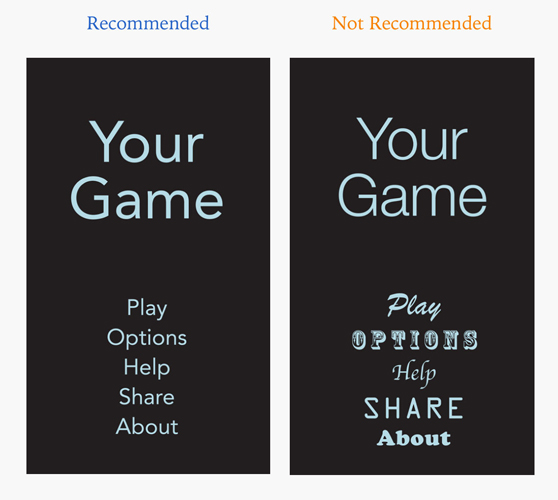 Recommended
Your
Game
Play
Options
Help
Share
About
Not Recommended
Your
Game
Play
OPTIONS
Help
SHARE
About